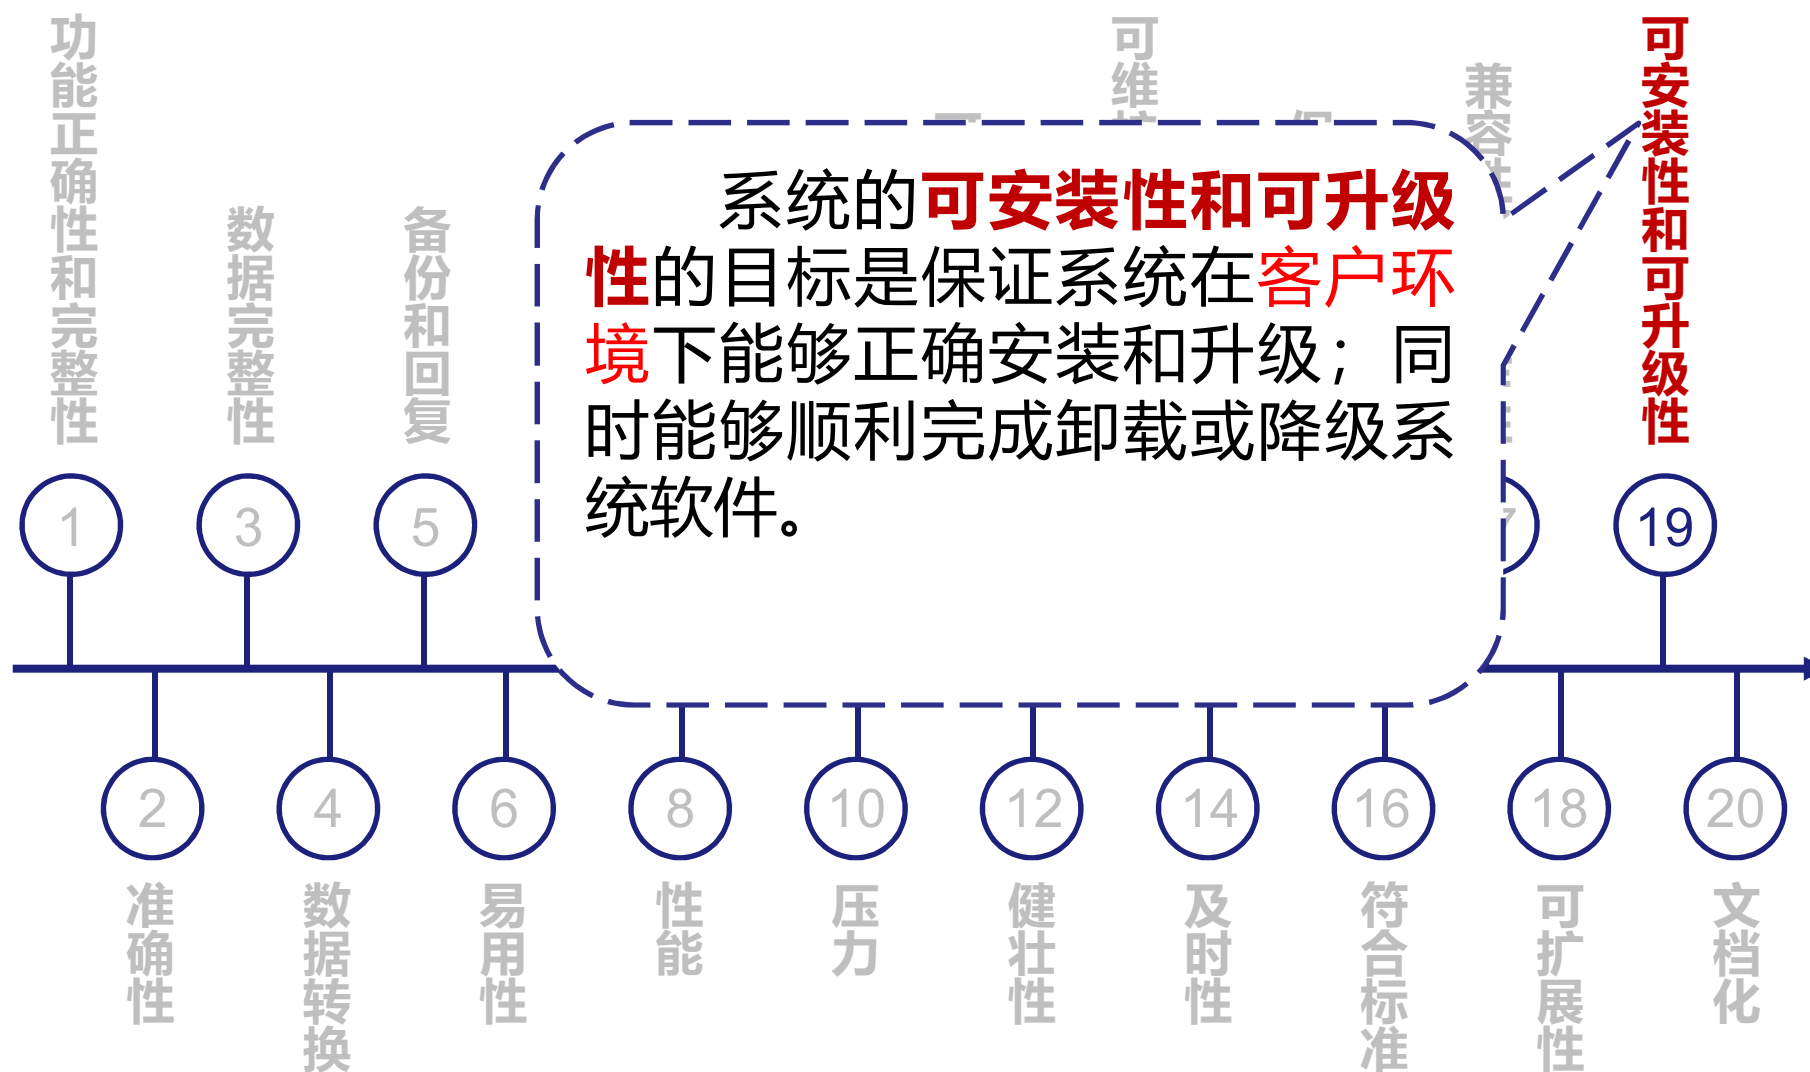 功能正确性和完整性
数据完整性
备份和回复
可维
兼容性
可安装性和可升级性
系统的可安装性和可升级
性的目标是保证系统在客户环
境下能够正确安装和升级；同
时能够顺利完成卸载或降级系
统软件。
1
3
5
19
2
4
6
8
10
12
14
16
18
20
准确性
数据转换
易用性
性能
压力
健壮性
及时性
符合标准
可扩展性
文档化